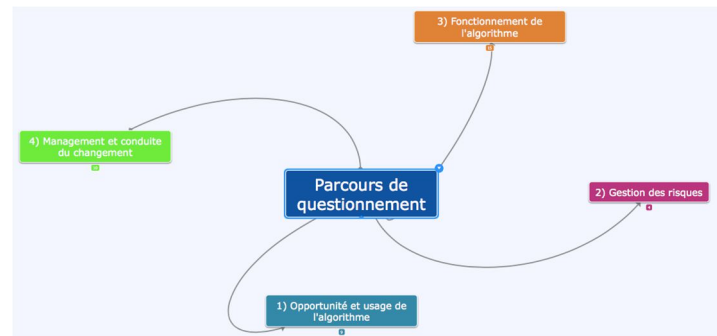 3) Fonctionnement de
l'algorithme
4) Management et conduite
du changement
Parcours de
questionnement
2) Gestion des risques
1) Opportunité et usage de
l'algorithme